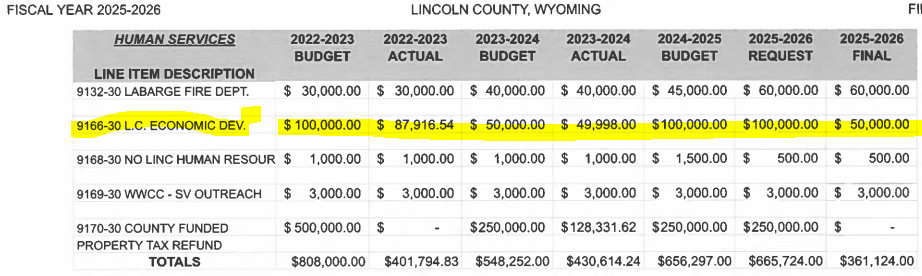 FISCAL YEAR 2025-2026 LINCOLN COUNTY, WYOMING FI
HUMAN SERVICES 2022-2023 2022-2023 2023-2024 2023-2024 2024-2025 2025-2026 2025-2026
BUDGET ACTUAL BUDGET ACTUAL BUDGET REQUEST FINAL
LINE ITEM DESCRIPTION
9132-30 LABARGE FIRE DEPT. $ 30,000.00 $ 30,000.00 $ 40,000.00 $ 40,000.00 $ 45,000.00 $ 60,000.00 $ 60,000.00
9166-30 L.C. ECONOMIC DEV. $ 100,000.00 $ 87,916.54 $ 50,000.00 $ 49,998.00 $100,000.00 $100,000.00 $ 50,000.00
9168-30 NO LINC HUMAN RESOUR $ 1,000.00 $ 1,000.00 $ 1,000.00 $ 1,000.00 $ 1,500.00 $ 500.00 $ 500.00
9169-30 WWCC - SV OUTREACH $ 3,000.00 $ 3,000.00 $ 3,000.00 $ 3,000.00 $ 3,000.00 $ 3,000.00 $ 3,000.00
9170-30 COUNTY FUNDED $ 500,000.00 $ - $250,000.00 $128,331.62 $250,000.00 $250,000.00 $ -
PROPERTY TAX REFUND
TOTALS $808,000.00 $401,794.83 $548,252.00 $430,614.24 $656,297.00 $665,724.00 $361,124.00